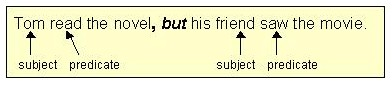 Tom read the novel, but his friend saw the movie.
subject predicate subject predicate